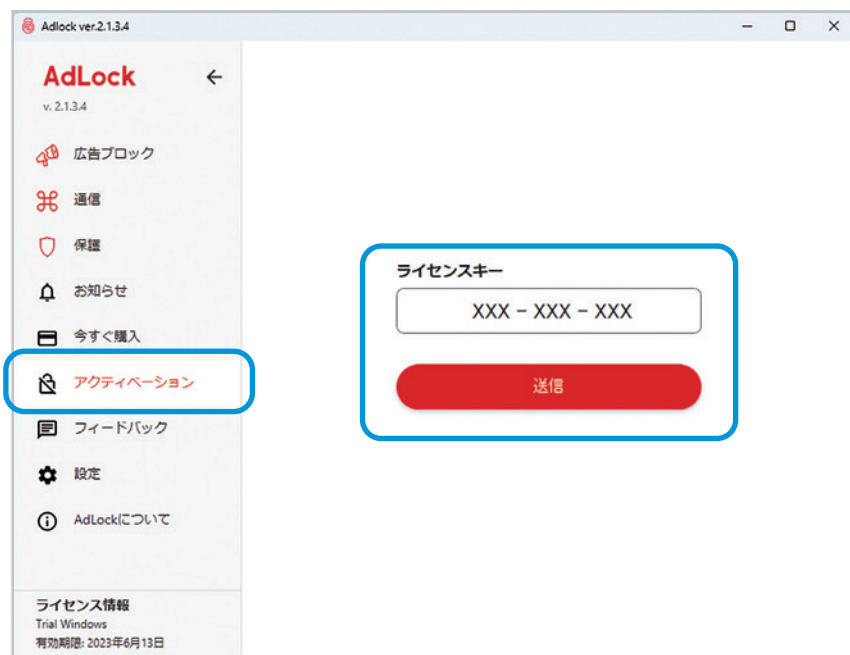 Adlock ver.2.1.3.4
AdLock
v. 2.1.3.4
広告ブロック
通信
保護
お知らせ
今すぐ購入
アクティベーション
フィードバック
設定
AdLockについて
ライセンス情報
Trial Windows
有効期限: 2023年6月13日
ライセンスキー
XXX – XXX – XXX
送信